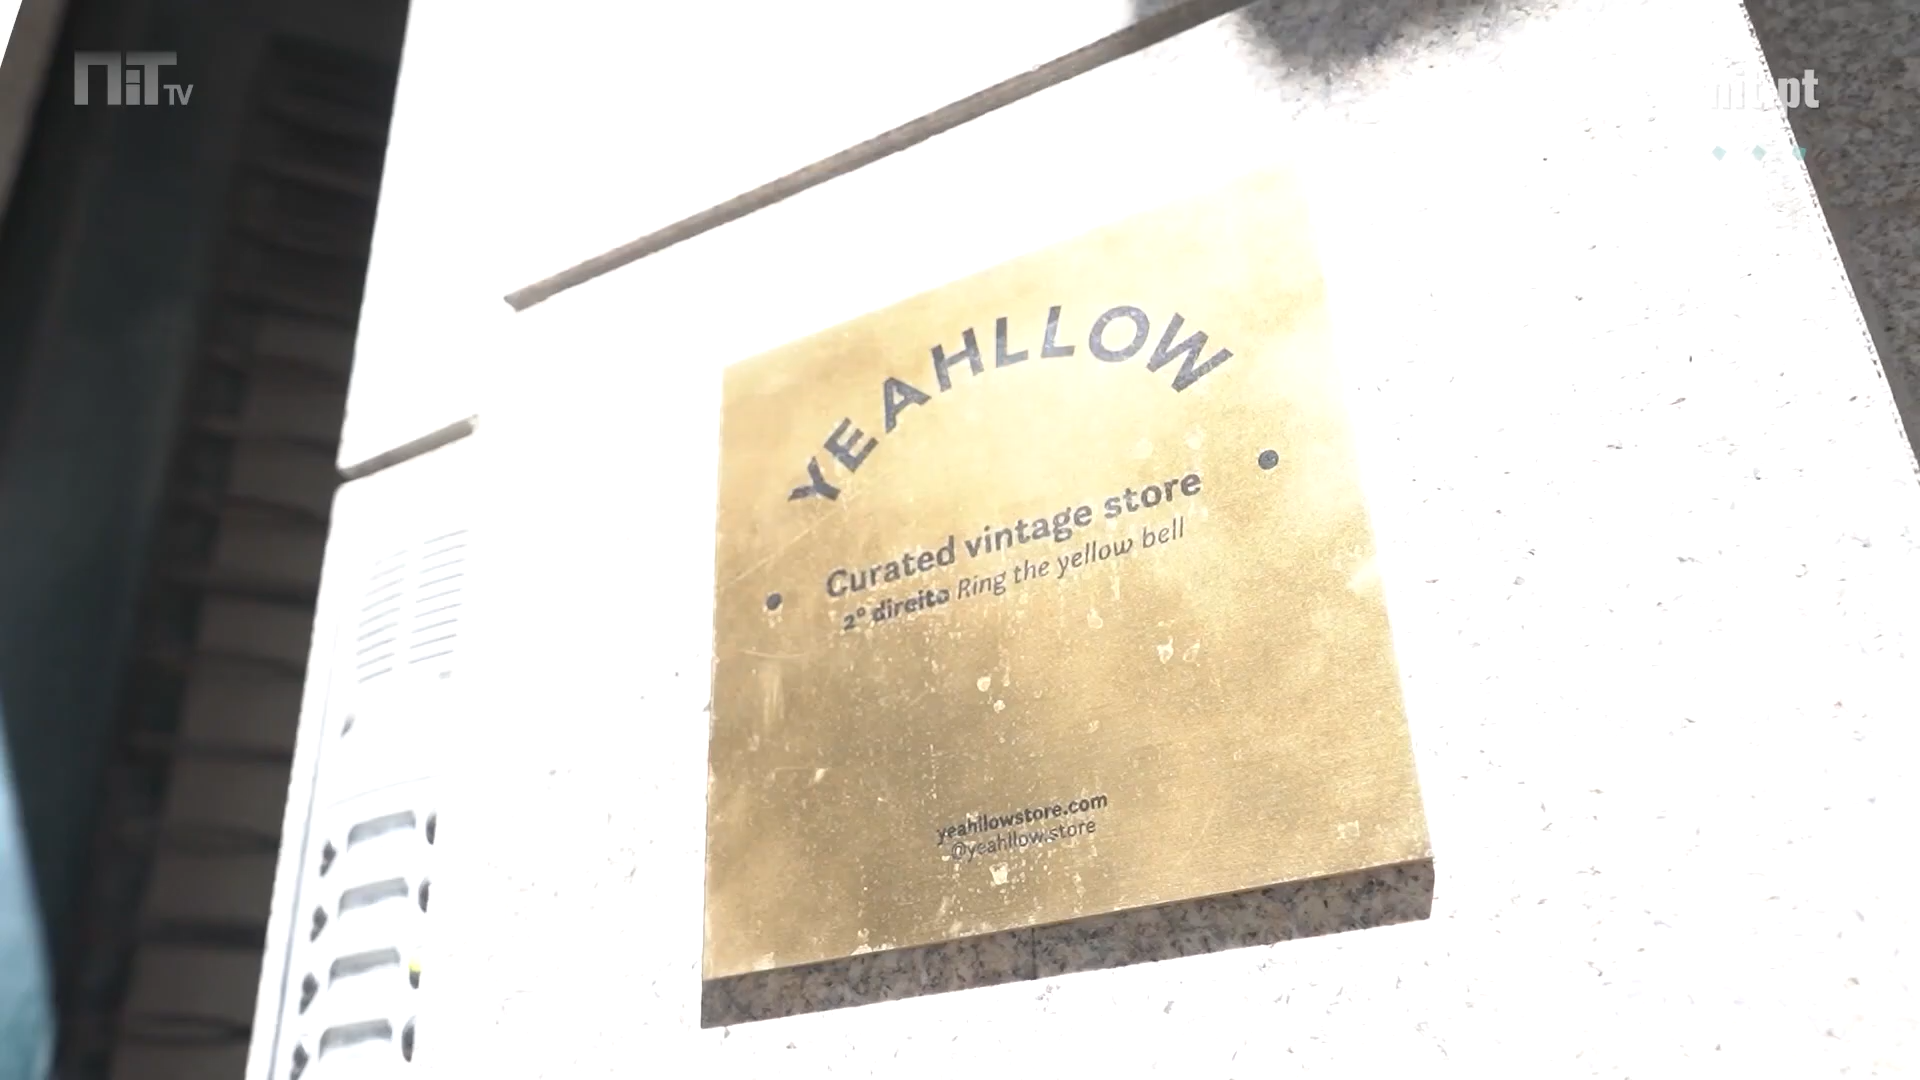 NiT TV
nit.pt
YEAHLLOW
Curated vintage store
2º direito Ring the yellow bell
yeahllowstore.com
@yeahllow.store